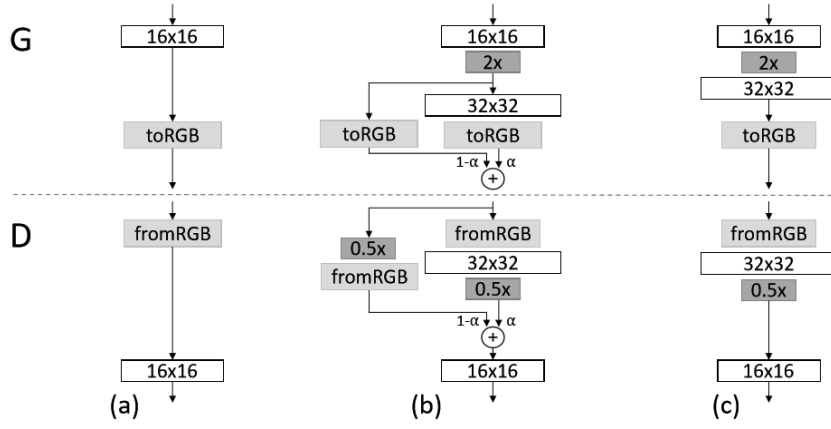 G
16x16
toRGB
16x16
2x
32x32
toRGB
toRGB
1-α
α
+
16x16
2x
32x32
toRGB
D
fromRGB
16x16
0.5x
fromRGB
fromRGB
32x32
0.5x
1-α
α
+
16x16
fromRGB
32x32
0.5x
16x16
(a)
(b)
(c)